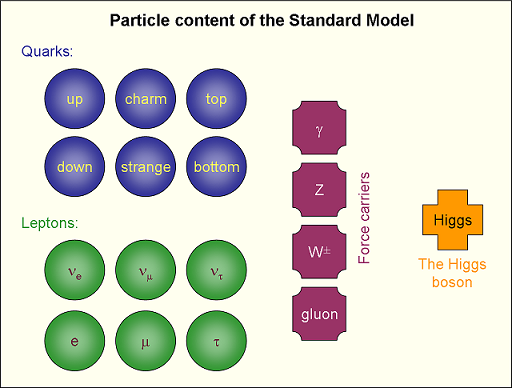 Particle content of the Standard Model
Quarks:
up charm top
down strange bottom
Leptons:
νe νμ ντ
e μ τ
γ
Z
W±
gluon
Force carriers
Higgs
The Higgs
boson